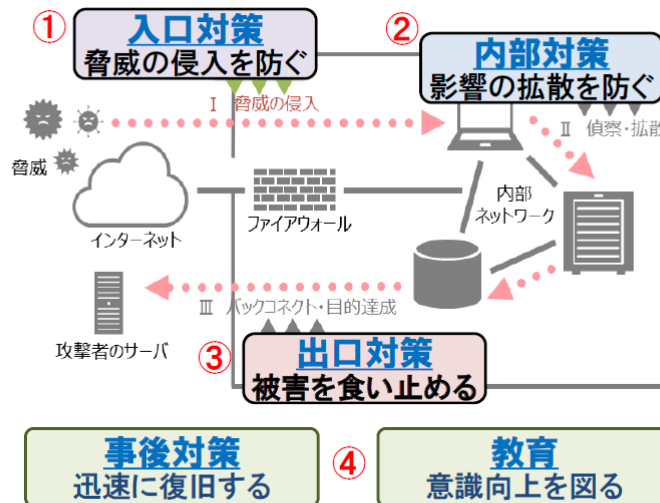 ①
入口対策
脅威の侵入を防ぐ
②
内部対策
影響の拡散を防ぐ
Ⅰ 脅威の侵入
Ⅱ 偵察・拡散
脅威
インターネット
ファイアウォール
内部
ネットワーク
Ⅲ バックコネクト・目的達成
攻撃者のサーバ
③
出口対策
被害を食い止める
事後対策
迅速に復旧する
④
教育
意識向上を図る